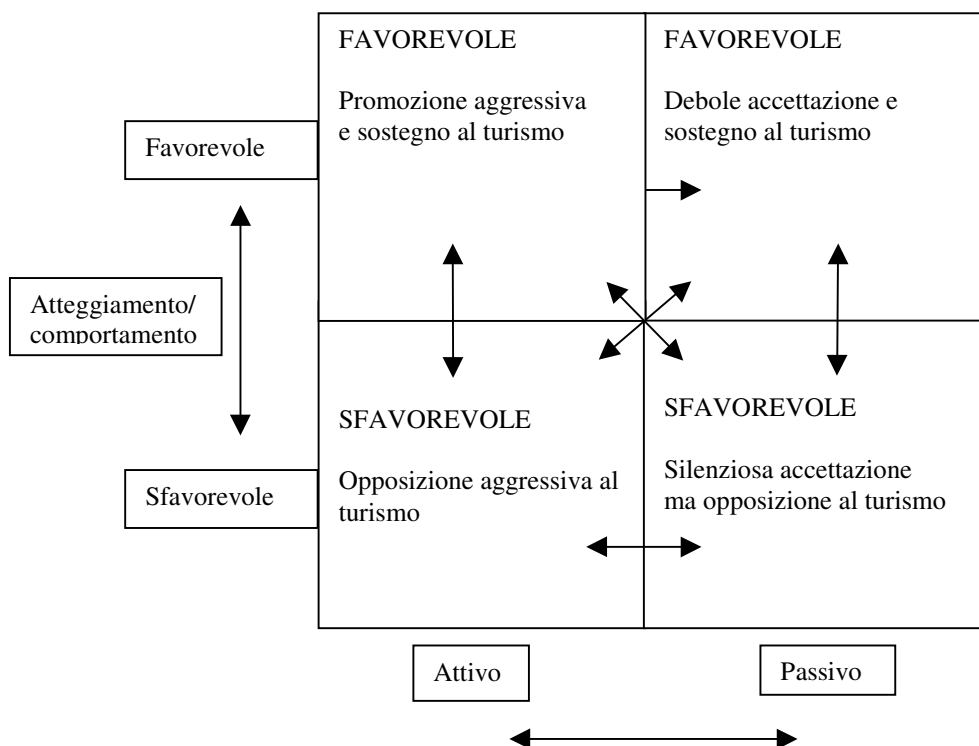 FAVOREVOLE
Promozione aggressiva
e sostegno al turismo
FAVOREVOLE
Debole accettazione e
sostegno al turismo
Favorevole
Atteggiamento/
comportamento
SFAVOREVOLE
Opposizione aggressiva al
turismo
SFAVOREVOLE
Silenziosa accettazione
ma opposizione al turismo
Sfavorevole
Attivo
Passivo